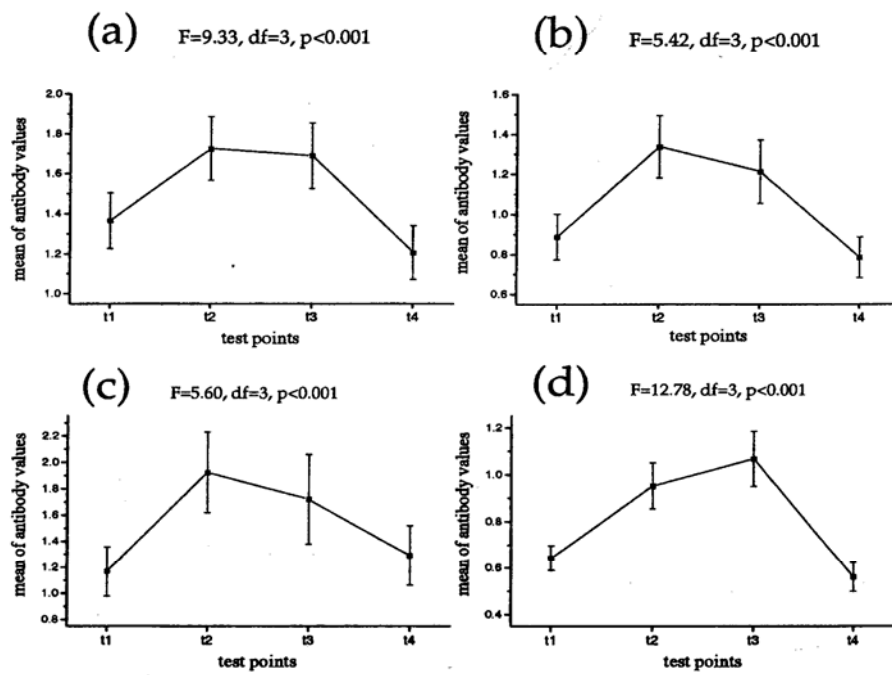 (a)
F=9.33, df=3, p<0.001
mean of antibody values
2.0
1.8
1.6
1.4
1.2
1.0
t1 t2 t3 t4
test points
(b)
F=5.42, df=3, p<0.001
mean of antibody values
1.6
1.4
1.2
1.0
0.8
0.6
t1 t2 t3 t4
test points
(c)
F=5.60, df=3, p<0.001
mean of antibody values
2.2
2.0
1.8
1.6
1.4
1.2
1.0
0.8
t1 t2 t3 t4
test points
(d)
F=12.78, df=3, p<0.001
mean of antibody values
1.2
1.0
0.8
0.6
0.4
t1 t2 t3 t4
test points